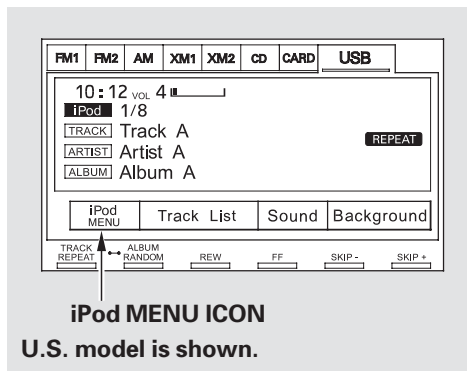 FM1 FM2 AM XM1 XM2 CD CARD USB
10:12 VOL 4
iPod 1/8
TRACK Track A
REPEAT
ARTIST Artist A
ALBUM Album A
iPod MENU Track List Sound Background
TRACK REPEAT ALBUM RANDOM REW FF SKIP - SKIP +
iPod MENU ICON
U.S. model is shown.